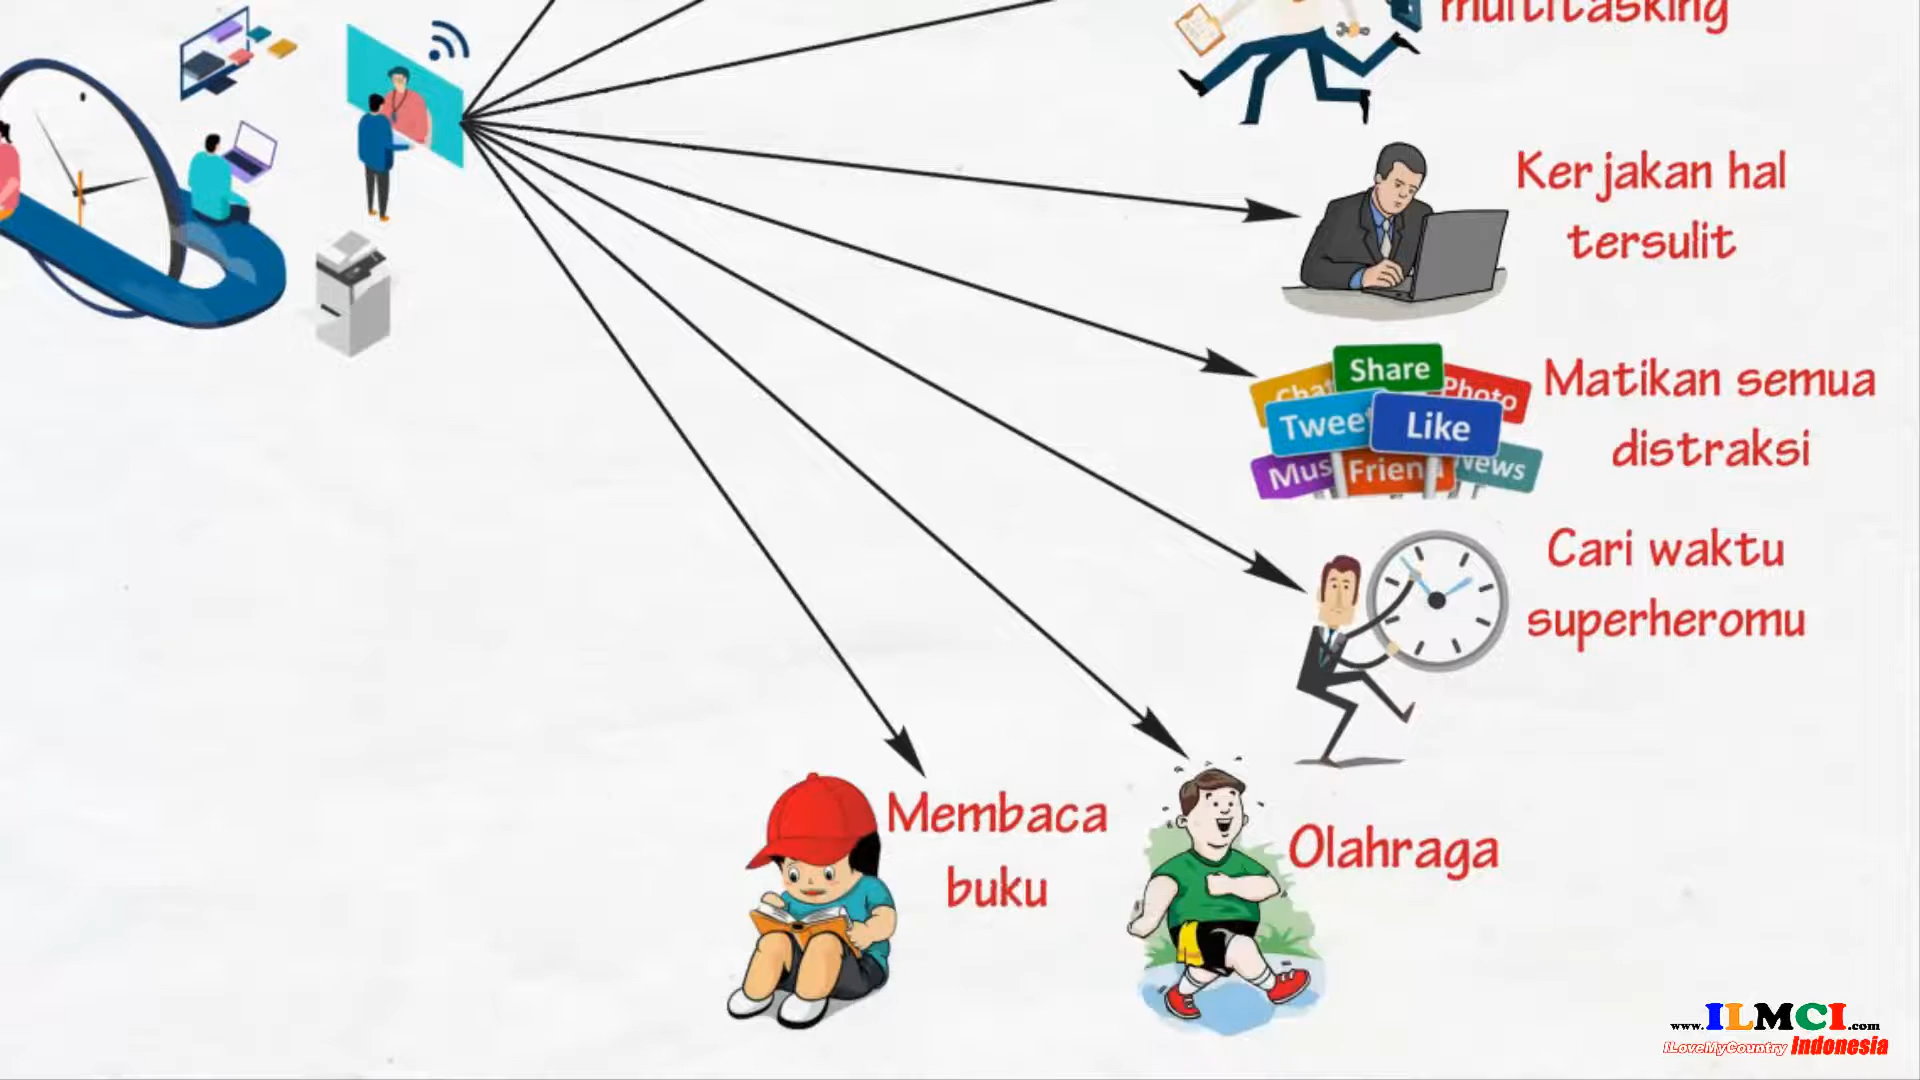 multitasking
Kerjakan hal
tersulit
Share
Photo
Tweet
Like
Friend
News
Matikan semua
distraksi
Cari waktu
superheromu
Membaca
buku
Olahraga
www.ILMCI.com
ILoveMyCountry Indonesia